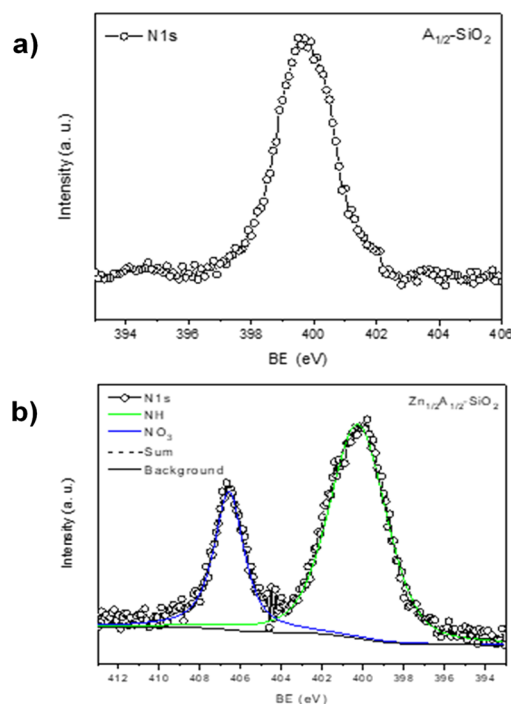 a)
N1s
A1/2-SiO2
Intensity (a. u.)
394 396 398 400 402 404 406
BE (eV)
b)
N1s
NH
NO3
Sum
Background
Zn1/2A1/2-SiO2
Intensity (a. u.)
412 410 408 406 404 402 400 398 396 394
BE (eV)